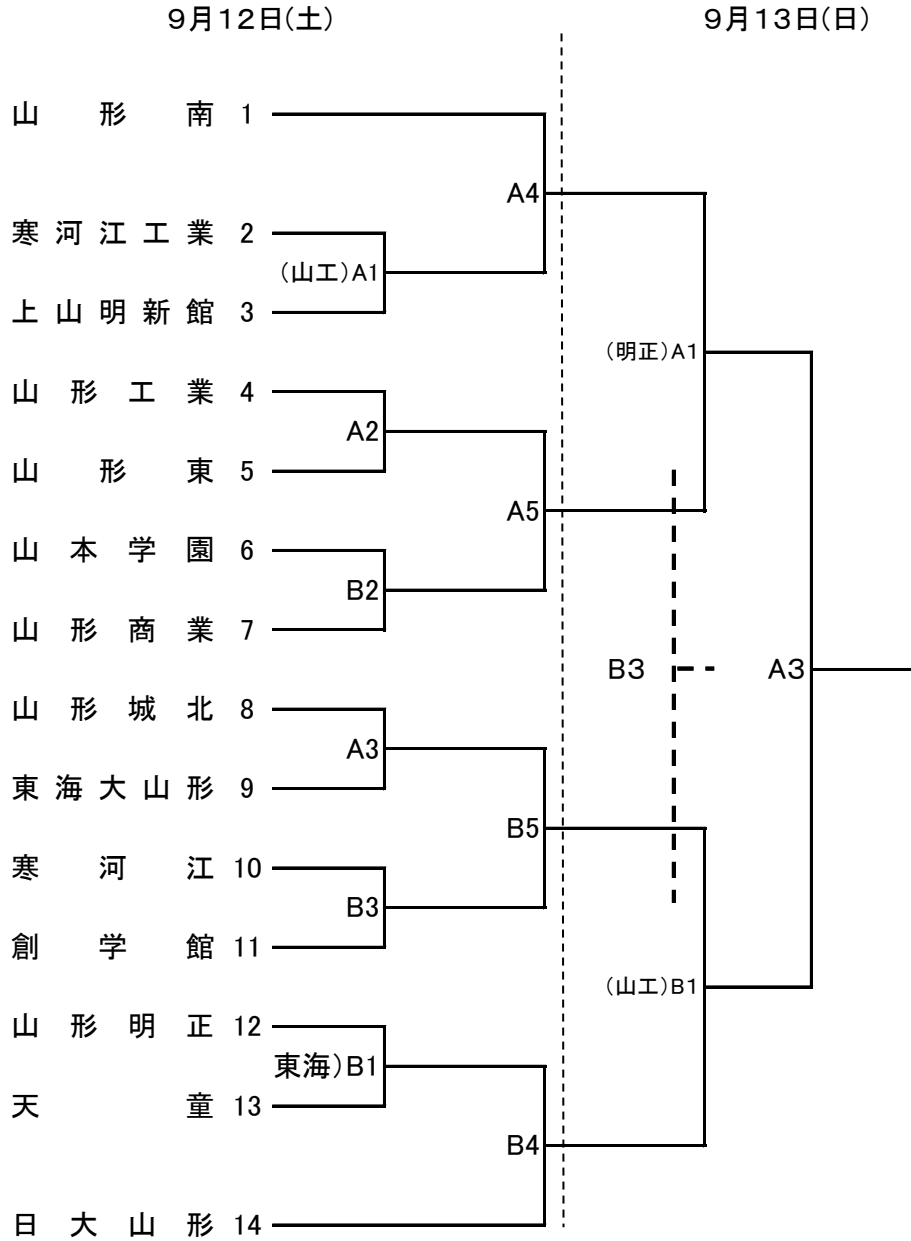 9月12日(土) 9月13日(日)
山形南 1
A4
寒河江工業 2
(山工)A1
上山明新館 3
(明正)A1
山形工業 4
A2
山形東 5
A5
山本学園 6
B2
山形商業 7
B3 A3
山形城北 8
A3
東海大山形 9
B5
寒河江 10
B3
創学館 11
(山工)B1
山形明正 12
東海)B1
天童 13
B4
日大山形 14